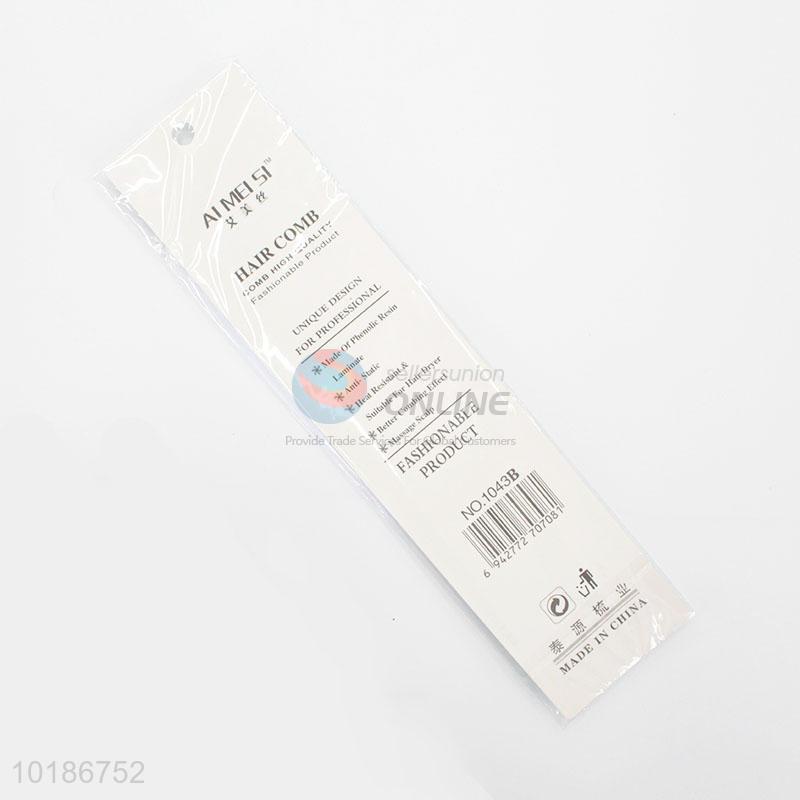 AI MEI SI™
艾美丝
HAIR COMB
COMB HIGH QUALITY
Fashionable Product
UNIQUE DESIGN
FOR PROFESSIONAL
* Made Of Phenolic Resin
Laminate
* Anti- Static
* Heat Resistant &
Suitable For Hair Dryer
* Better Combing Effect
* Massage Scalp
FASHIONABLE
PRODUCT
NO.1043B
6 942772 707081
泰源梳业
MADE IN CHINA
sellersunion
ONLINE
Provide Trade Services For Global Customers
10186752